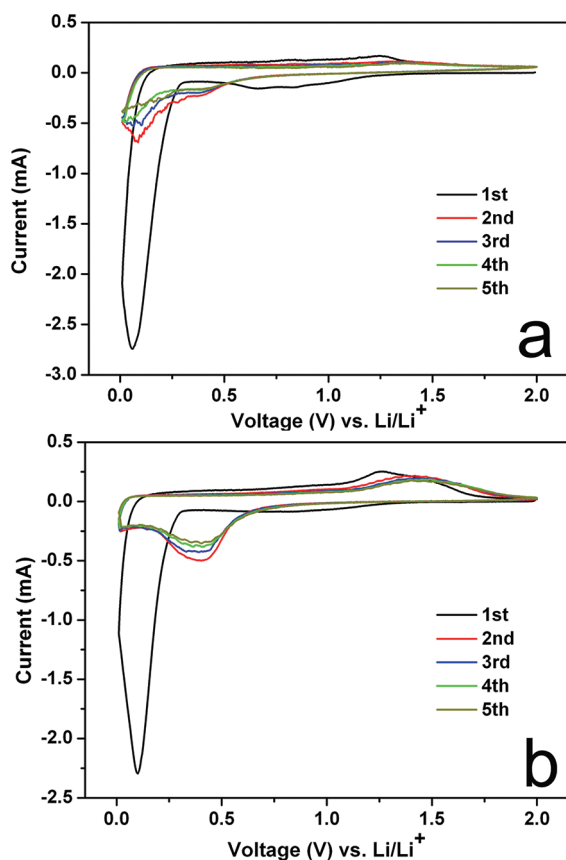 a
0.5
0.0
-0.5
-1.0
-1.5
-2.0
-2.5
-3.0
Current (mA)
1st
2nd
3rd
4th
5th
0.0 0.5 1.0 1.5 2.0
Voltage (V) vs. Li/Li+
b
0.5
0.0
-0.5
-1.0
-1.5
-2.0
-2.5
Current (mA)
1st
2nd
3rd
4th
5th
0.0 0.5 1.0 1.5 2.0
Voltage (V) vs. Li/Li+